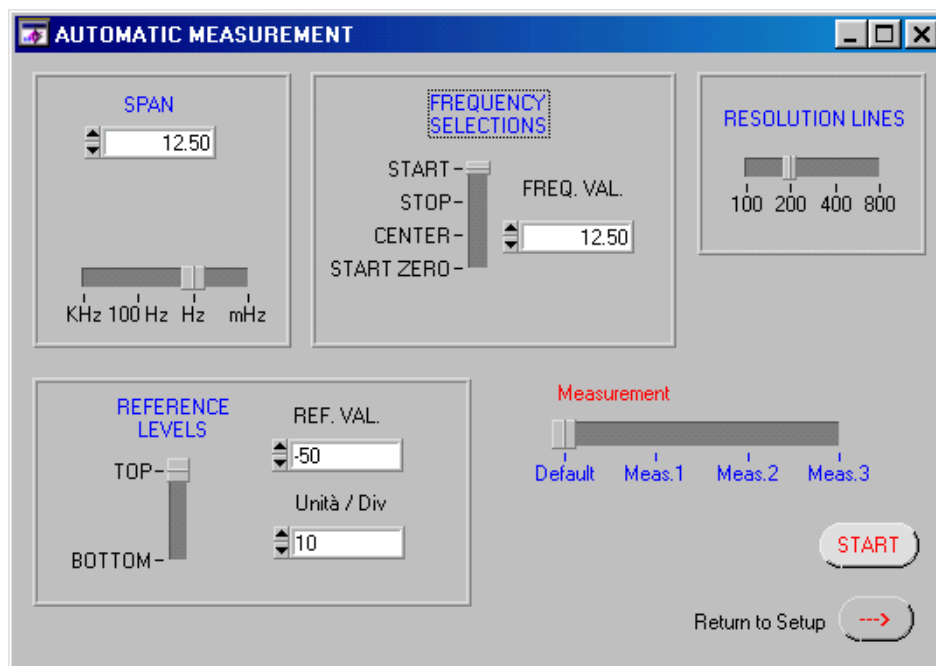 AUTOMATIC MEASUREMENT
SPAN
12.50
KHz 100 Hz Hz mHz
FREQUENCY
SELECTIONS
START
STOP
CENTER
START ZERO
FREQ. VAL.
12.50
RESOLUTION LINES
100 200 400 800
REFERENCE
LEVELS
TOP
BOTTOM
REF. VAL.
-50
Unità / Div
10
Measurement
Default Meas.1 Meas.2 Meas.3
START
Return to Setup --->